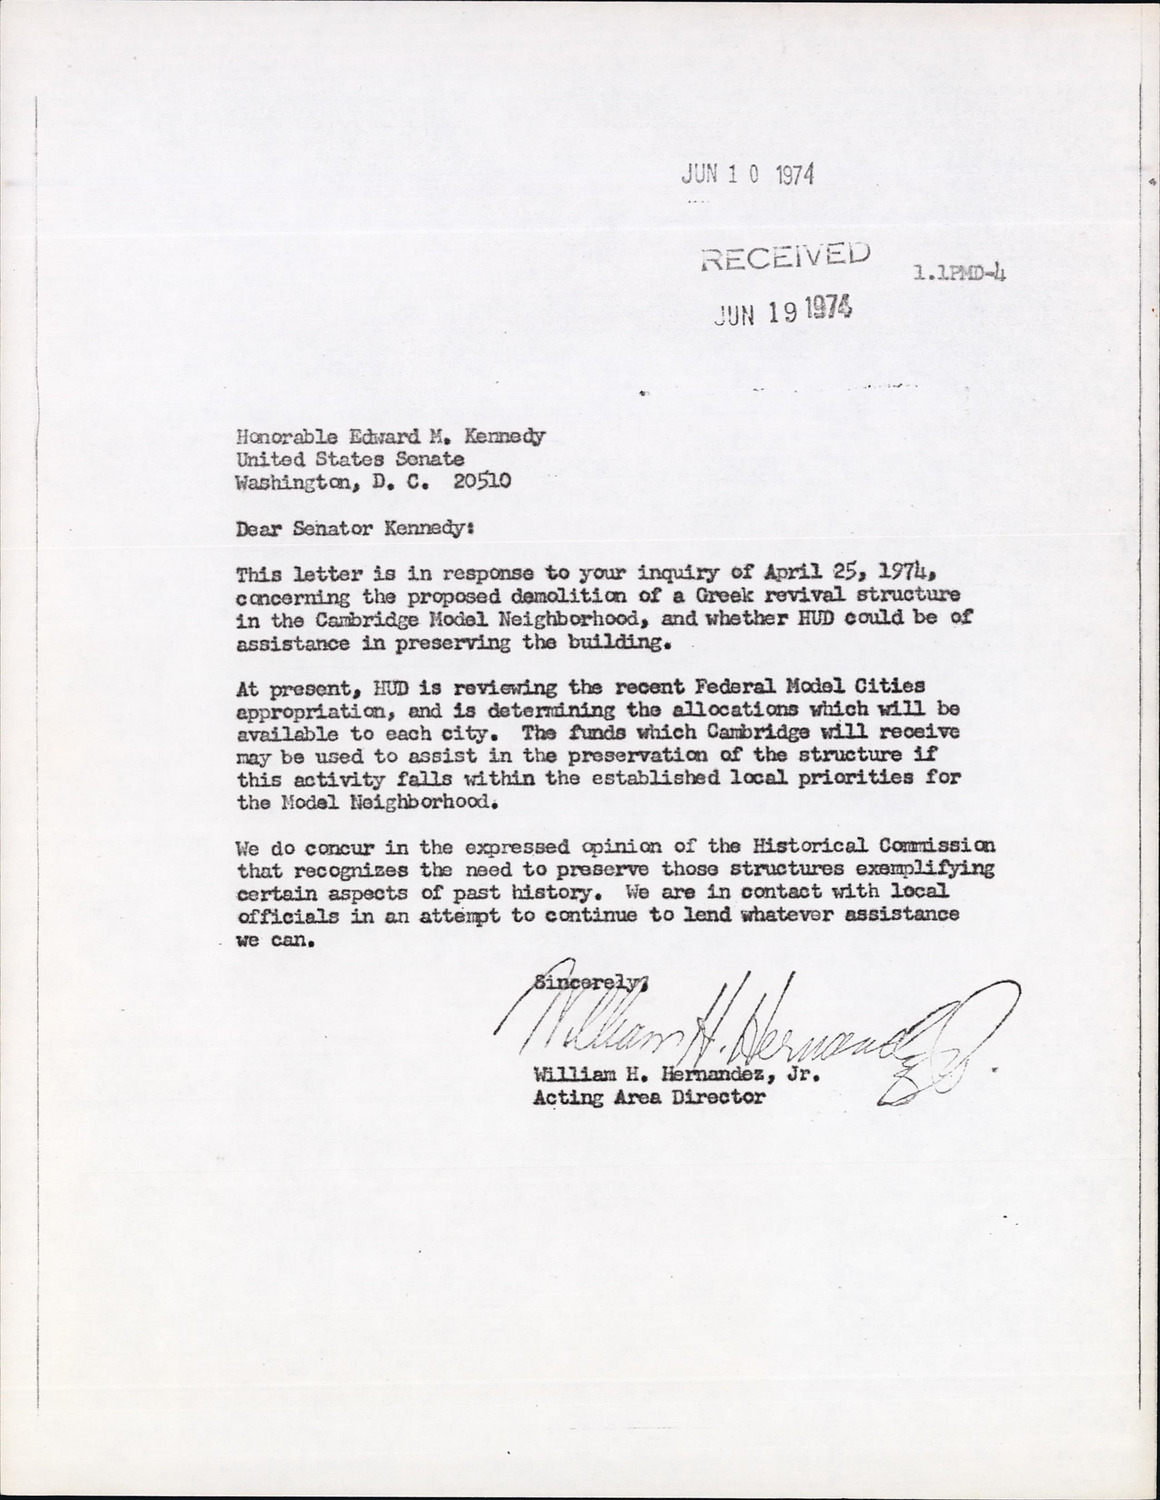 JUN 10 1974
RECEIVED
1.1PMD-4
JUN 19 1974
Honorable Edward M. Kennedy
United States Senate
Washington, D. C. 20510
Dear Senator Kennedy:
This letter is in response to your inquiry of April 25, 1974,
concerning the proposed demolition of a Greek revival structure
in the Cambridge Model Neighborhood, and whether HUD could be of
assistance in preserving the building.
At present, HUD is reviewing the recent Federal Model Cities
appropriation, and is determining the allocations which will be
available to each city. The funds which Cambridge will receive
may be used to assist in the preservation of the structure if
this activity falls within the established local priorities for
the Model Neighborhood.
We do concur in the expressed opinion of the Historical Commission
that recognizes the need to preserve those structures exemplifying
certain aspects of past history. We are in contact with local
officials in an attempt to continue to lend whatever assistance
we can.
Sincerely,
William H. Hernandez Jr.
William H. Hernandez, Jr.
Acting Area Director